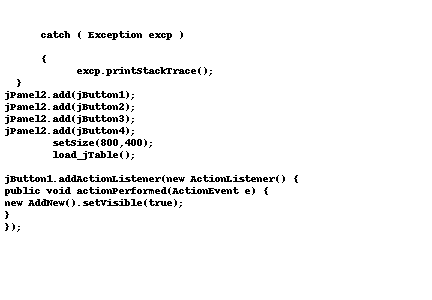 catch ( Exception excp )
{
excp.printStackTrace();
}
jPanel2.add(jButton1);
jPanel2.add(jButton2);
jPanel2.add(jButton3);
jPanel2.add(jButton4);
setSize(800,400);
load_jTable();
jButton1.addActionListener(new ActionListener() {
public void actionPerformed(ActionEvent e) {
new AddNew().setVisible(true);
}
});